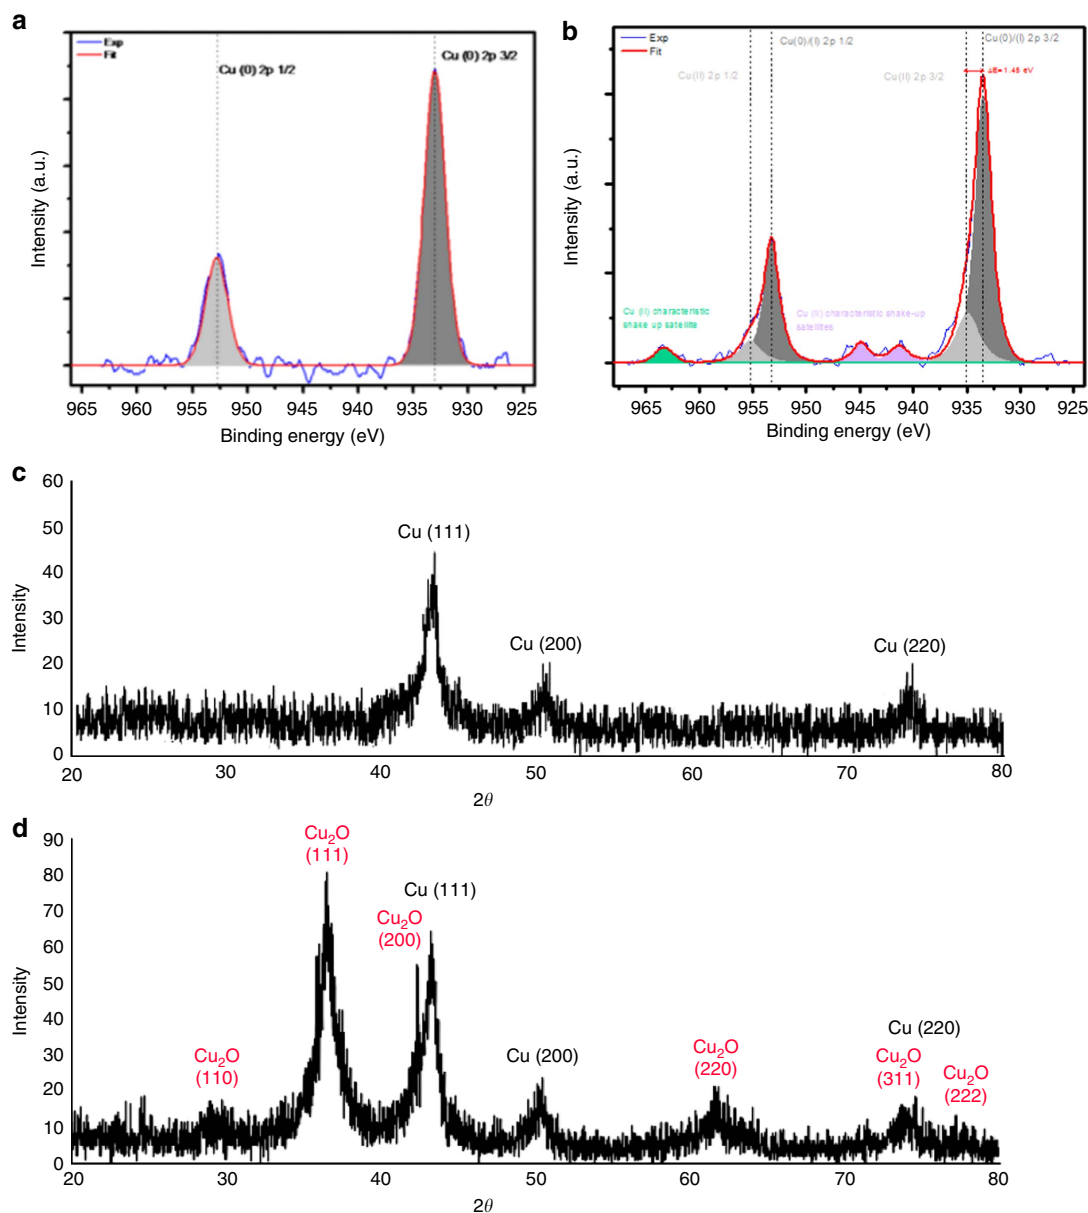 a
Exp
Fit
Cu (0) 2p 1/2
Cu (0) 2p 3/2
Intensity (a.u.)
965 960 955 950 945 940 935 930 925
Binding energy (eV)
b
Exp
Fit
Cu(0)/(I) 2p 1/2
Cu(0)/(I) 2p 3/2
Cu(II) 2p 1/2
Cu(II) 2p 3/2
ΔE=1.45 eV
Cu (II) characteristic
shake up satellite
Cu (II) characteristic shake-up
satellites
Intensity (a.u.)
965 960 955 950 945 940 935 930 925
Binding energy (eV)
c
60
50
40
30
20
10
0
Intensity
Cu (111)
Cu (200)
Cu (220)
20 30 40 50 60 70 80
2θ
d
90
80
70
60
50
40
30
20
10
0
Intensity
Cu₂O
(111)
Cu (111)
Cu₂O
(200)
Cu₂O
(110)
Cu (200)
Cu₂O
(220)
Cu (220)
Cu₂O
(311)
Cu₂O
(222)
20 30 40 50 60 70 80
2θ